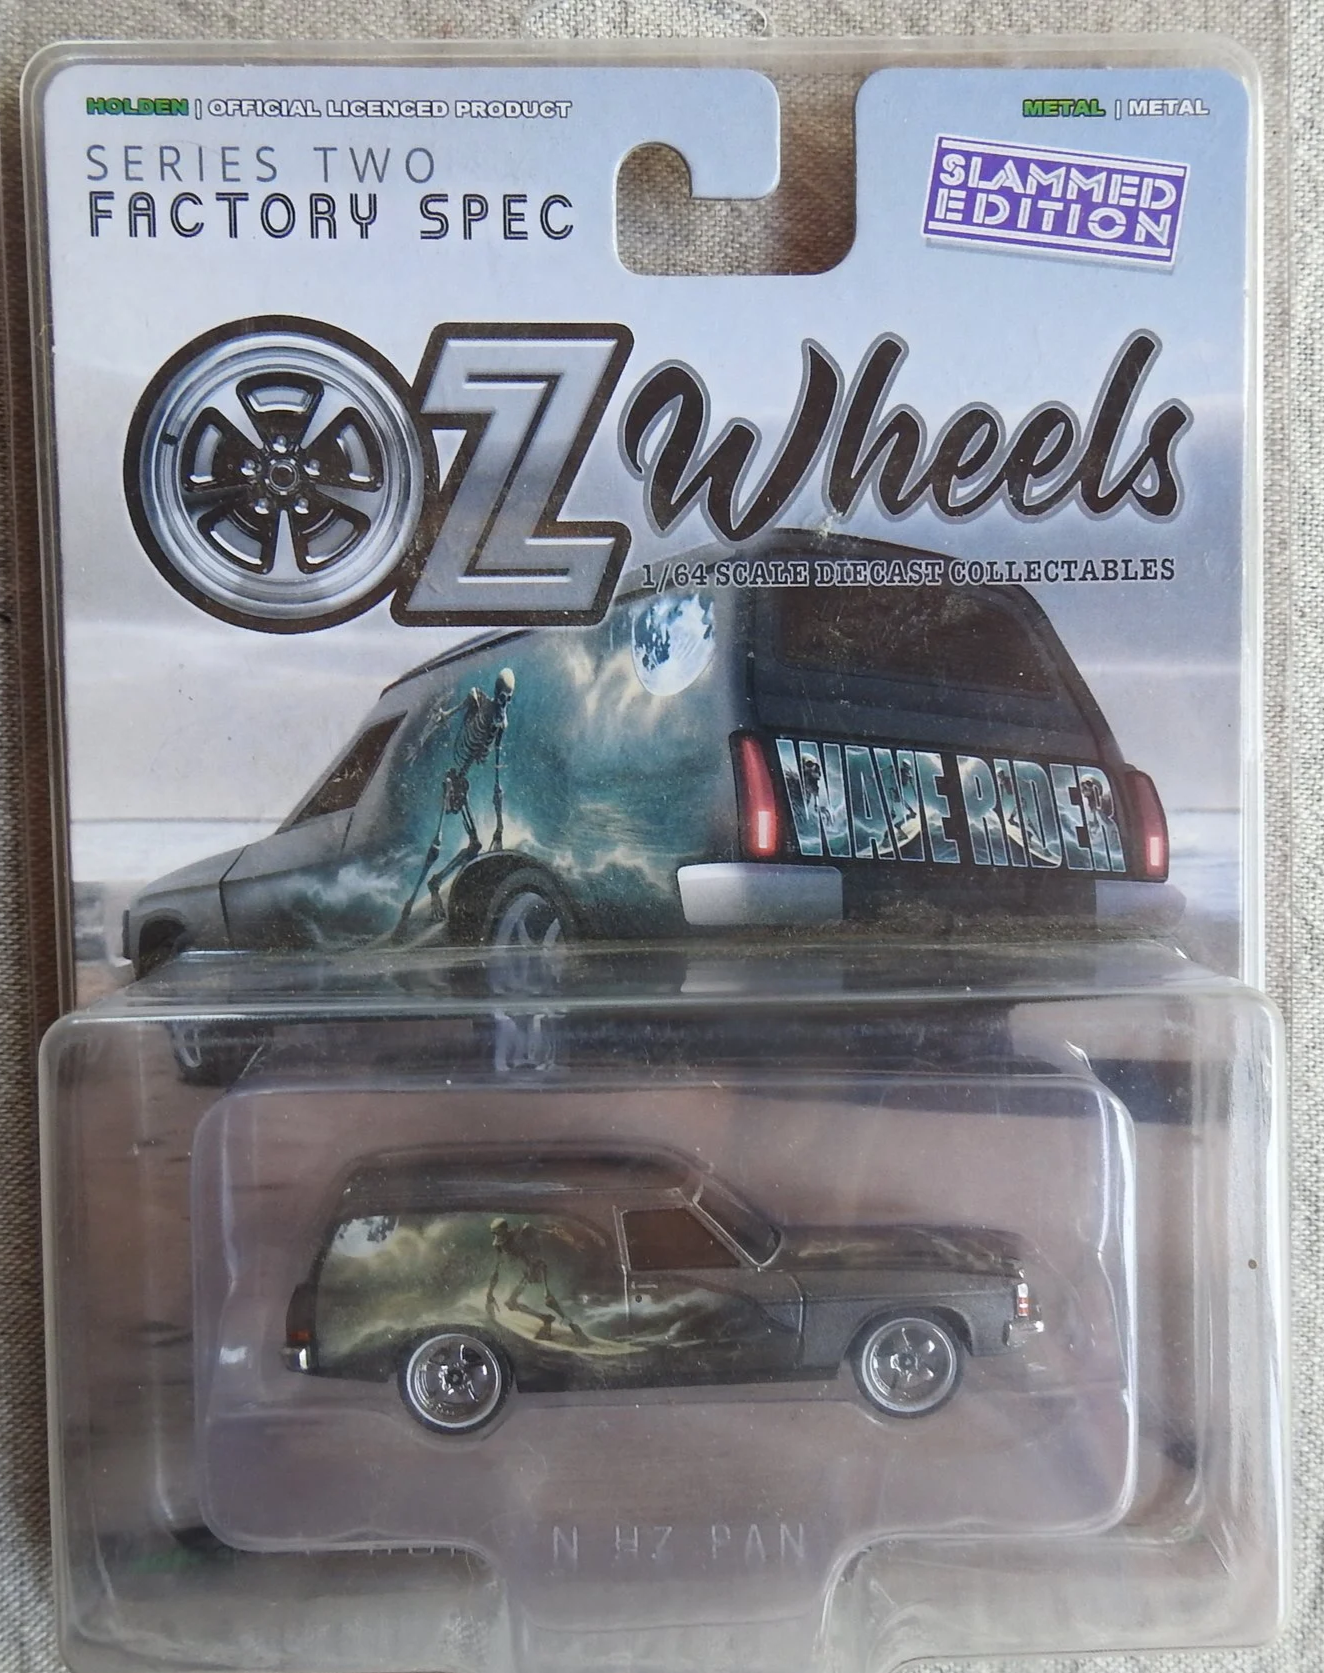 HOLDEN | OFFICIAL LICENCED PRODUCT
METAL | METAL
SERIES TWO
FACTORY SPEC
SLAMMED
EDITION
OZ Wheels
1/64 SCALE DIECAST COLLECTABLES
WAVE RIDER
HZ PAN